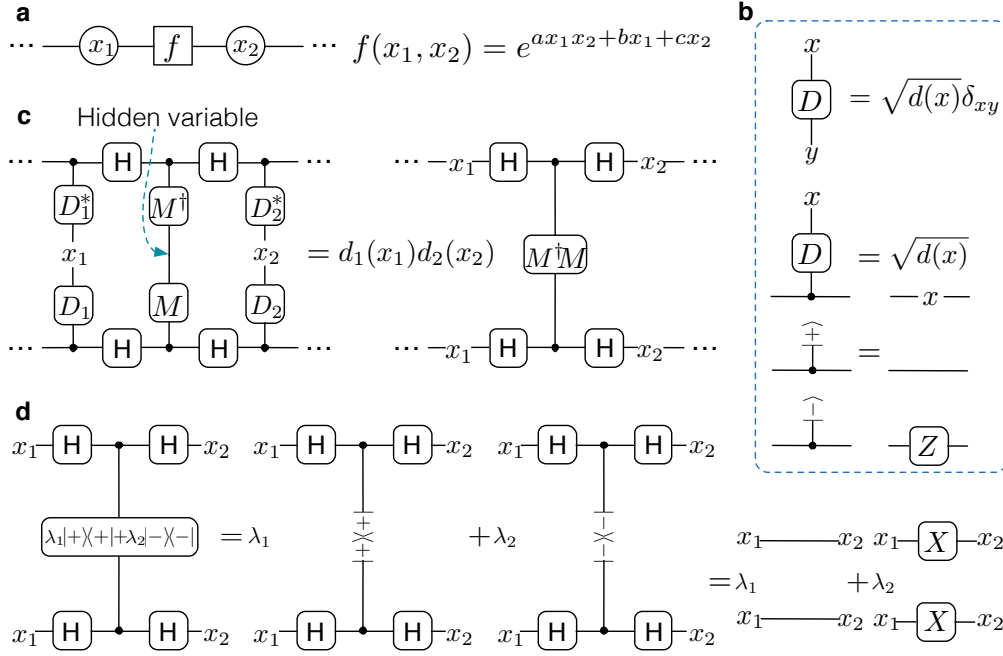 a
··· x₁ f x₂ ··· f(x₁, x₂) = e^{ax₁x₂+bx₁+cx₂}
b
x
D = √d(x)δ_{xy}
y
x
D = √d(x)
x
⟨+| =
⟨−| Z
c
Hidden variable
··· H H ··· ··· x₁ H H x₂ ···
D₁* M† D₂*
x₁ x₂ = d₁(x₁)d₂(x₂) M†M
D₁ M D₂
··· H H ··· ··· x₁ H H x₂ ···
d
x₁ H H x₂ x₁ H H x₂ x₁ H H x₂
λ₁|+⟩⟨+|+λ₂|−⟩⟨−| = λ₁ |+⟩⟨+| + λ₂ |−⟩⟨−|
x₁ H H x₂ x₁ H H x₂ x₁ H H x₂
x₁ x₂ x₁ X x₂
= λ₁ + λ₂
x₁ x₂ x₁ X x₂